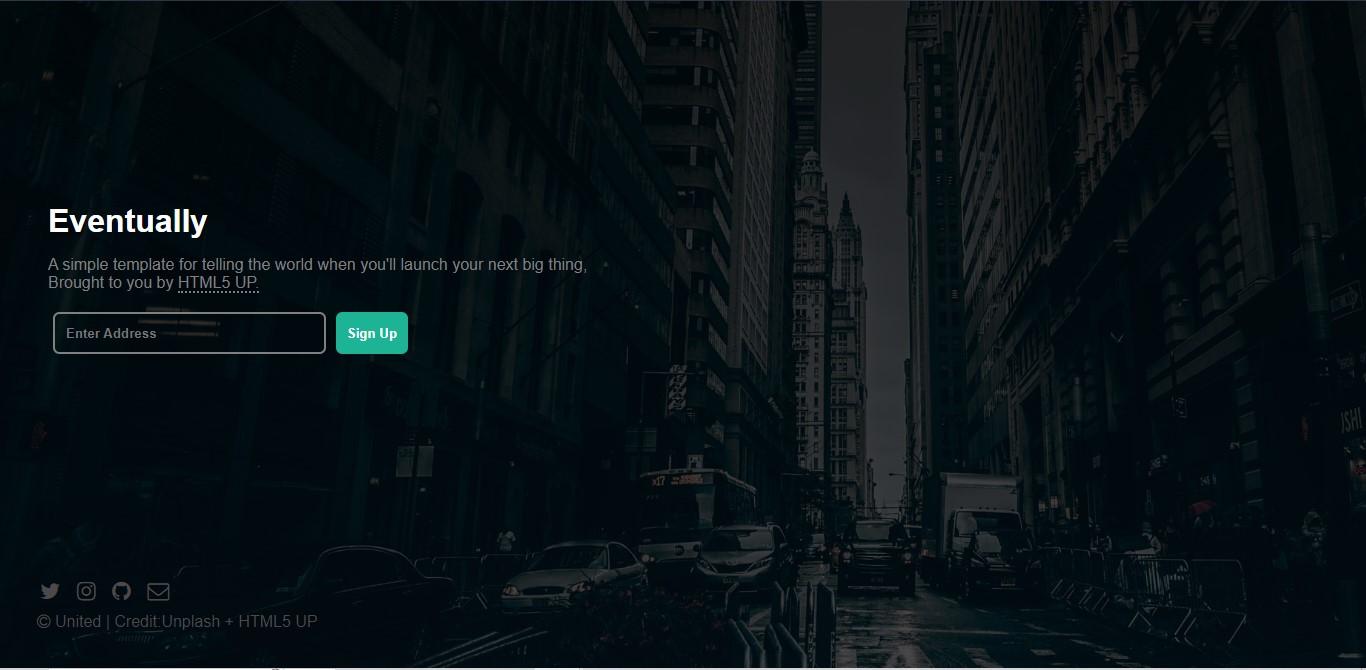 Eventually
A simple template for telling the world when you'll launch your next big thing,
Brought to you by HTML5 UP.
Enter Address
Sign Up
x17
© United | Credit:Unplash + HTML5 UP